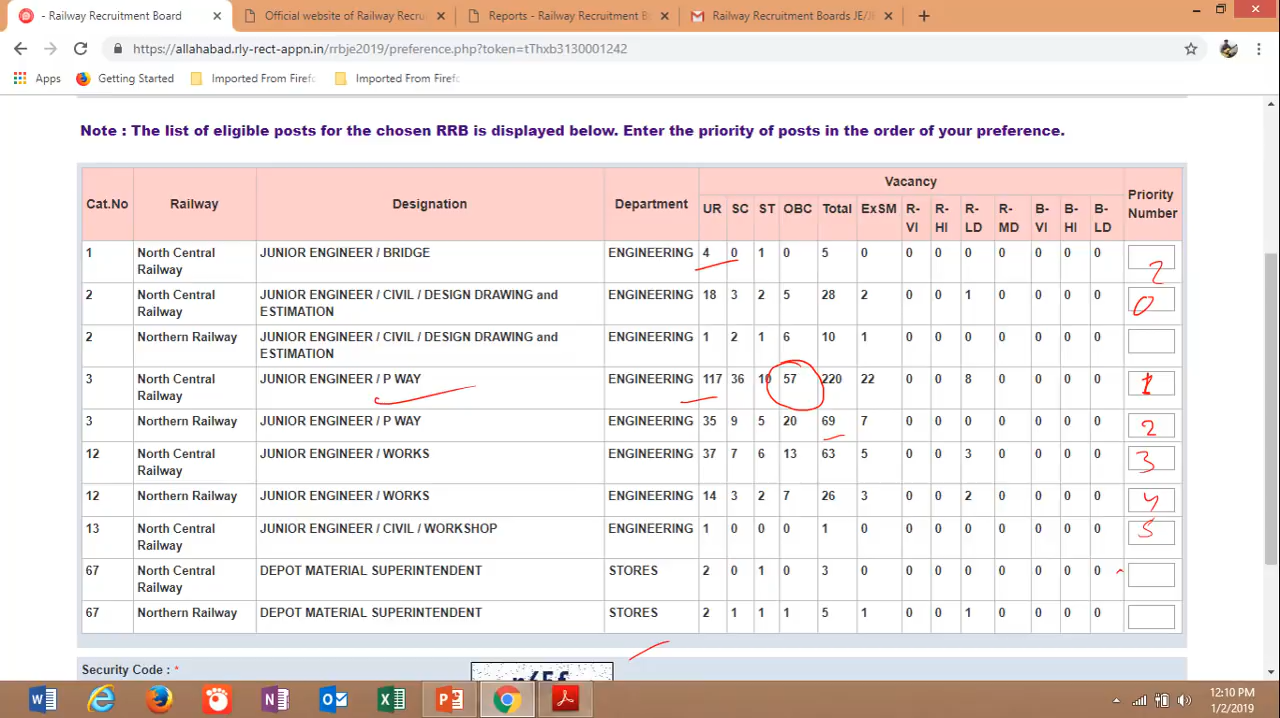 - Railway Recruitment Board
Official website of Railway Recru
Reports - Railway Recruitment B
Railway Recruitment Boards JE/JE
https://allahabad.rly-rect-appn.in/rrbje2019/preference.php?token=tThxb3130001242
Apps Getting Started Imported From Firefo Imported From Firefo
Note : The list of eligible posts for the chosen RRB is displayed below. Enter the priority of posts in the order of your preference.
Cat.No Railway Designation Department Vacancy Priority Number
UR SC ST OBC Total ExSM R-VI R-HI R-LD R-MD B-VI B-HI B-LD
1 North Central Railway JUNIOR ENGINEER / BRIDGE ENGINEERING 4 0 1 0 5 0 0 0 0 0 0 0 0 2
2 North Central Railway JUNIOR ENGINEER / CIVIL / DESIGN DRAWING and ESTIMATION ENGINEERING 18 3 2 5 28 2 0 0 1 0 0 0 0 0
2 Northern Railway JUNIOR ENGINEER / CIVIL / DESIGN DRAWING and ESTIMATION ENGINEERING 1 2 1 6 10 1 0 0 0 0 0 0 0
3 North Central Railway JUNIOR ENGINEER / P WAY ENGINEERING 117 36 10 57 220 22 0 0 8 0 0 0 0 1
3 Northern Railway JUNIOR ENGINEER / P WAY ENGINEERING 35 9 5 20 69 7 0 0 0 0 0 0 0 2
12 North Central Railway JUNIOR ENGINEER / WORKS ENGINEERING 37 7 6 13 63 5 0 0 3 0 0 0 0 3
12 Northern Railway JUNIOR ENGINEER / WORKS ENGINEERING 14 3 2 7 26 3 0 0 2 0 0 0 0 4
13 North Central Railway JUNIOR ENGINEER / CIVIL / WORKSHOP ENGINEERING 1 0 0 0 1 0 0 0 0 0 0 0 0 5
67 North Central Railway DEPOT MATERIAL SUPERINTENDENT STORES 2 0 1 0 3 0 0 0 0 0 0 0 0
67 Northern Railway DEPOT MATERIAL SUPERINTENDENT STORES 2 1 1 1 5 1 0 0 1 0 0 0 0
Security Code : *
12:10 PM
1/2/2019